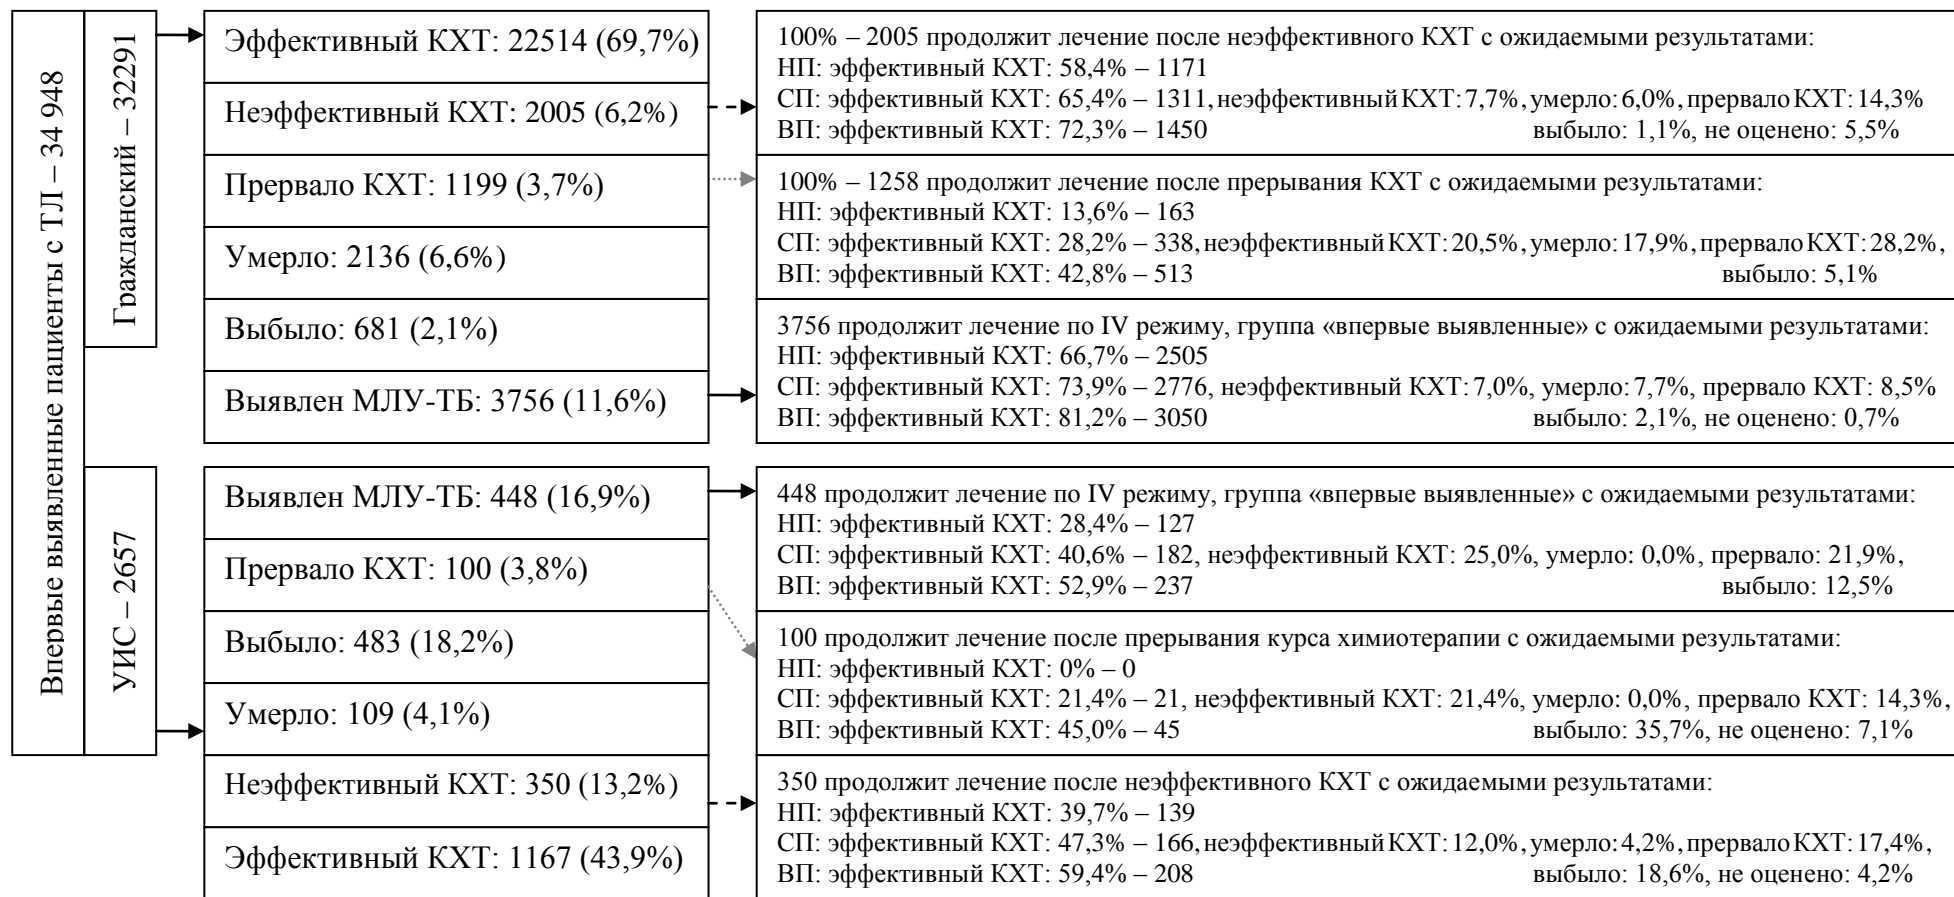 Впервые выявленные пациенты с ТЛ – 34 948
Гражданский – 32291
Эффективный КХТ: 22514 (69,7%)
Неэффективный КХТ: 2005 (6,2%)
Прервало КХТ: 1199 (3,7%)
Умерло: 2136 (6,6%)
Выбыло: 681 (2,1%)
Выявлен МЛУ-ТБ: 3756 (11,6%)
100% – 2005 продолжит лечение после неэффективного КХТ с ожидаемыми результатами:
НП: эффективный КХТ: 58,4% – 1171
СП: эффективный КХТ: 65,4% – 1311, неэффективный КХТ: 7,7%, умерло: 6,0%, прервало КХТ: 14,3%
ВП: эффективный КХТ: 72,3% – 1450 выбыло: 1,1%, не оценено: 5,5%
100% – 1258 продолжит лечение после прерывания КХТ с ожидаемыми результатами:
НП: эффективный КХТ: 13,6% – 163
СП: эффективный КХТ: 28,2% – 338, неэффективный КХТ: 20,5%, умерло: 17,9%, прервало КХТ: 28,2%,
ВП: эффективный КХТ: 42,8% – 513 выбыло: 5,1%
3756 продолжит лечение по IV режиму, группа «впервые выявленные» с ожидаемыми результатами:
НП: эффективный КХТ: 66,7% – 2505
СП: эффективный КХТ: 73,9% – 2776, неэффективный КХТ: 7,0%, умерло: 7,7%, прервало КХТ: 8,5%
ВП: эффективный КХТ: 81,2% – 3050 выбыло: 2,1%, не оценено: 0,7%
УИС – 2657
Выявлен МЛУ-ТБ: 448 (16,9%)
Прервало КХТ: 100 (3,8%)
Выбыло: 483 (18,2%)
Умерло: 109 (4,1%)
Неэффективный КХТ: 350 (13,2%)
Эффективный КХТ: 1167 (43,9%)
448 продолжит лечение по IV режиму, группа «впервые выявленные» с ожидаемыми результатами:
НП: эффективный КХТ: 28,4% – 127
СП: эффективный КХТ: 40,6% – 182, неэффективный КХТ: 25,0%, умерло: 0,0%, прервало: 21,9%,
ВП: эффективный КХТ: 52,9% – 237 выбыло: 12,5%
100 продолжит лечение после прерывания курса химиотерапии с ожидаемыми результатами:
НП: эффективный КХТ: 0% – 0
СП: эффективный КХТ: 21,4% – 21, неэффективный КХТ: 21,4%, умерло: 0,0%, прервало КХТ: 14,3%,
ВП: эффективный КХТ: 45,0% – 45 выбыло: 35,7%, не оценено: 7,1%
350 продолжит лечение после неэффективного КХТ с ожидаемыми результатами:
НП: эффективный КХТ: 39,7% – 139
СП: эффективный КХТ: 47,3% – 166, неэффективный КХТ: 12,0%, умерло: 4,2%, прервало КХТ: 17,4%,
ВП: эффективный КХТ: 59,4% – 208 выбыло: 18,6%, не оценено: 4,2%